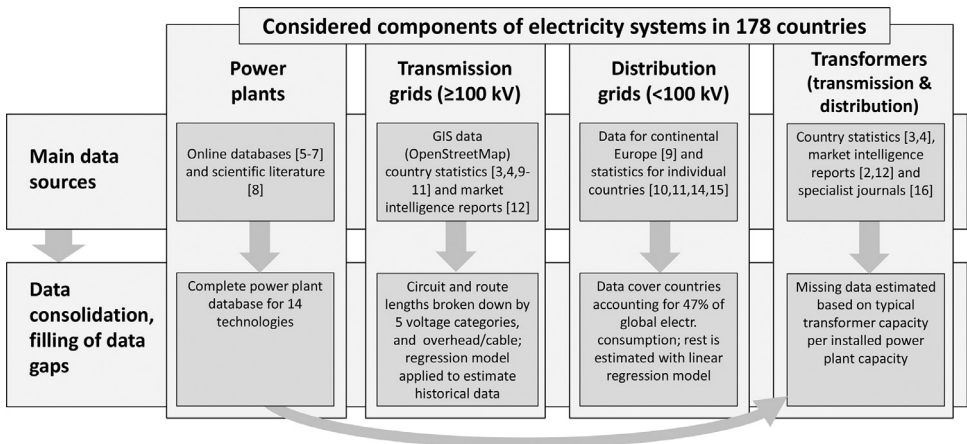 Considered components of electricity systems in 178 countries
Power
plants
Transmission
grids (≥100 kV)
Distribution
grids (<100 kV)
Transformers
(transmission &
distribution)
Main data
sources
Online databases [5-7]
and scientific literature
[8]
GIS data
(OpenStreetMap)
country statistics [3,4,9-
11] and market
intelligence reports [12]
Data for continental
Europe [9] and
statistics for individual
countries [10,11,14,15]
Country statistics [3,4],
market intelligence
reports [2,12] and
specialist journals [16]
Data
consolidation,
filling of data
gaps
Complete power plant
database for 14
technologies
Circuit and route
lengths broken down by
5 voltage categories,
and overhead/cable;
regression model
applied to estimate
historical data
Data cover countries
accounting for 47% of
global electr.
consumption; rest is
estimated with linear
regression model
Missing data estimated
based on typical
transformer capacity
per installed power
plant capacity